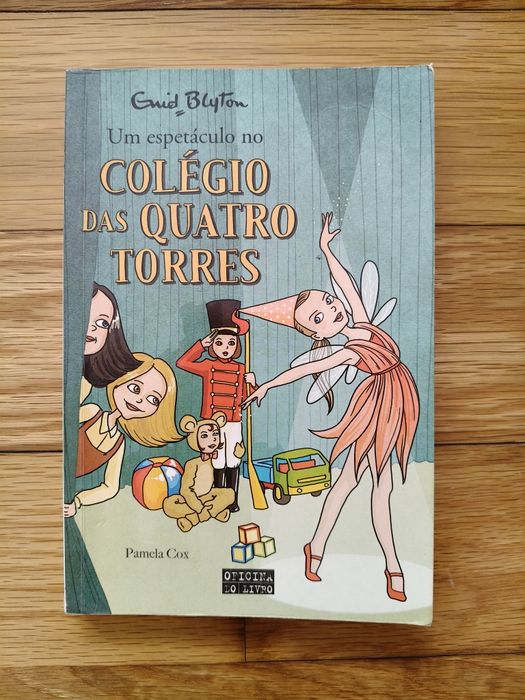 Enid Blyton
Um espetáculo no
COLÉGIO
DAS QUATRO
TORRES
Pamela Cox
OFICINA
DO LIVRO